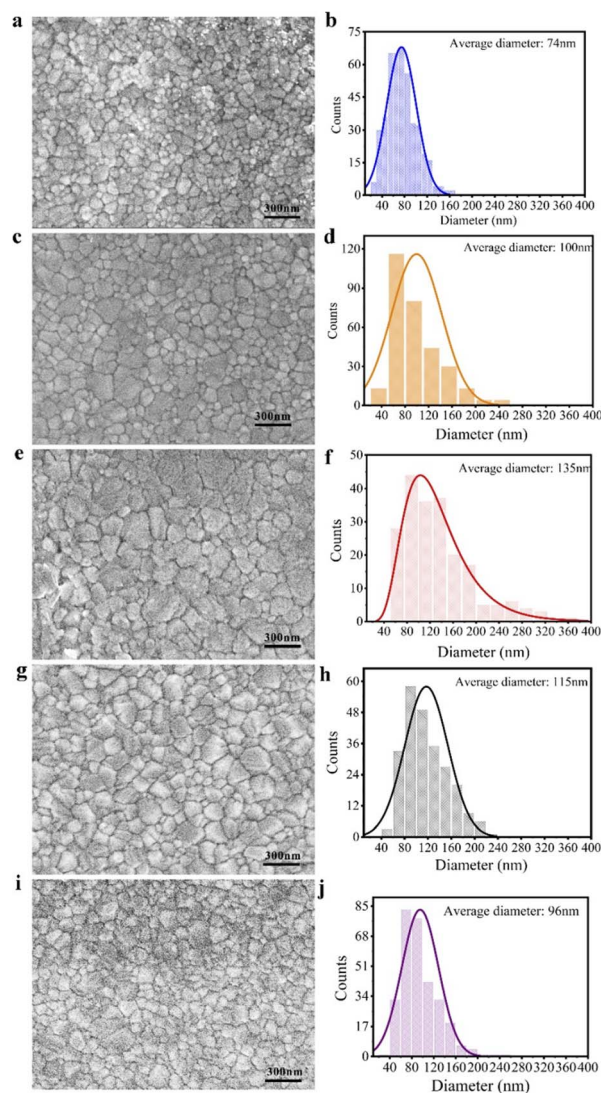 a
300nm
b
Average diameter: 74nm
Counts
75
60
45
30
15
0
40 80 120 160 200 240 280 320 360 400
Diameter (nm)
c
300nm
d
Average diameter: 100nm
Counts
120
90
60
30
0
40 80 120 160 200 240 280 320 360 400
Diameter (nm)
e
300nm
f
Average diameter: 135nm
Counts
50
40
30
20
10
0
40 80 120 160 200 240 280 320 360 400
Diameter (nm)
g
300nm
h
Average diameter: 115nm
Counts
60
48
36
24
12
0
40 80 120 160 200 240 280 320 360 400
Diameter (nm)
i
300nm
j
Average diameter: 96nm
Counts
85
68
51
34
17
0
40 80 120 160 200 240 280 320 360 400
Diameter (nm)